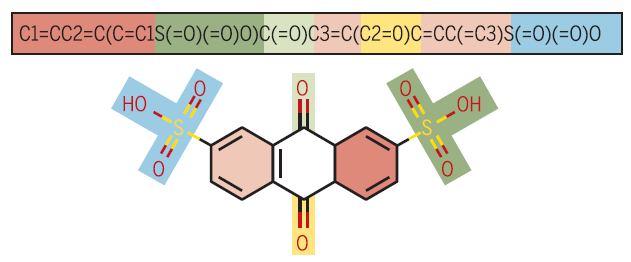 C1=CC2=C(C=C1S(=O)(=O)O)C(=O)C3=C(C2=O)C=CC(=C3)S(=O)(=O)O
HO O O O OH
S S
O O
O